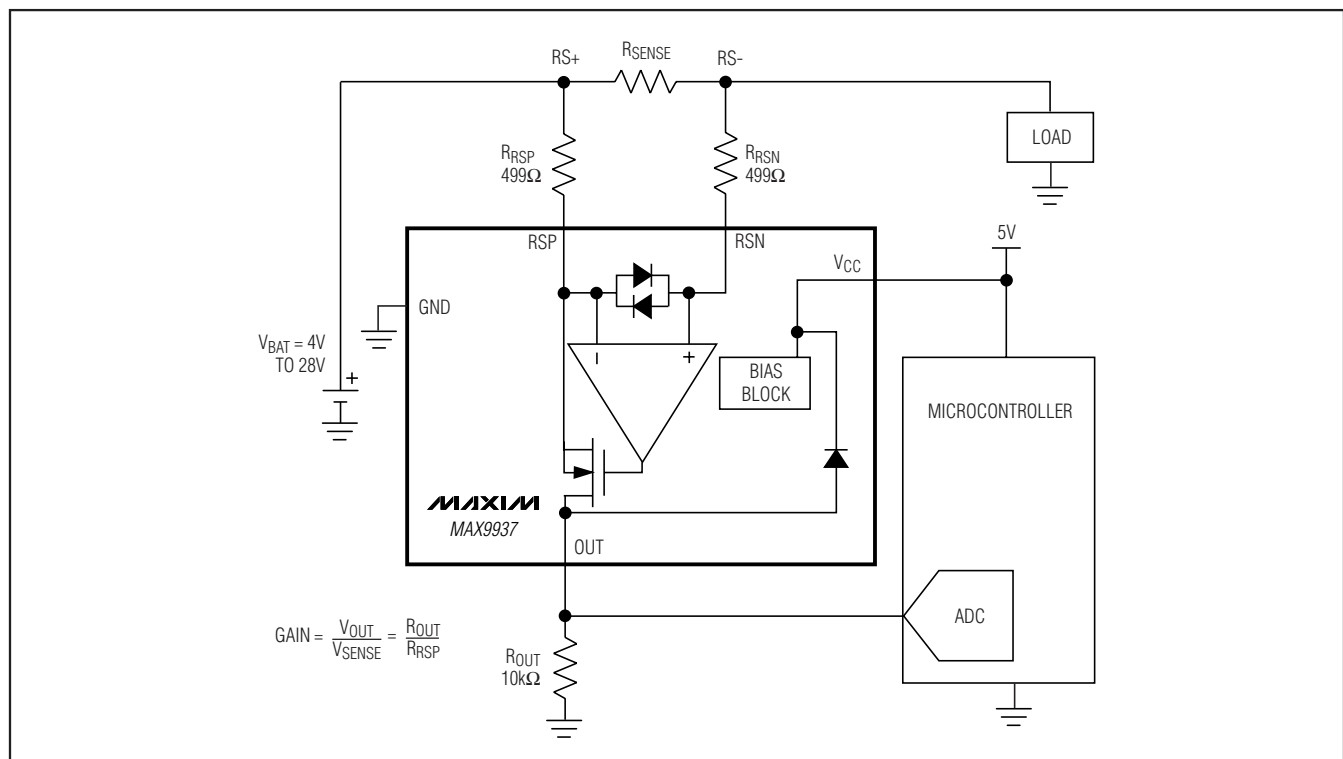 RSENSE
RS+
RS-
LOAD
RRSP
499Ω
RRSN
499Ω
RSP
RSN
5V
VCC
GND
VBAT = 4V
TO 28V
+
−
+
BIAS
BLOCK
MICROCONTROLLER
MAXIM
MAX9937
OUT
ADC
GAIN = VOUT / VSENSE = ROUT / RRSP
ROUT
10kΩ